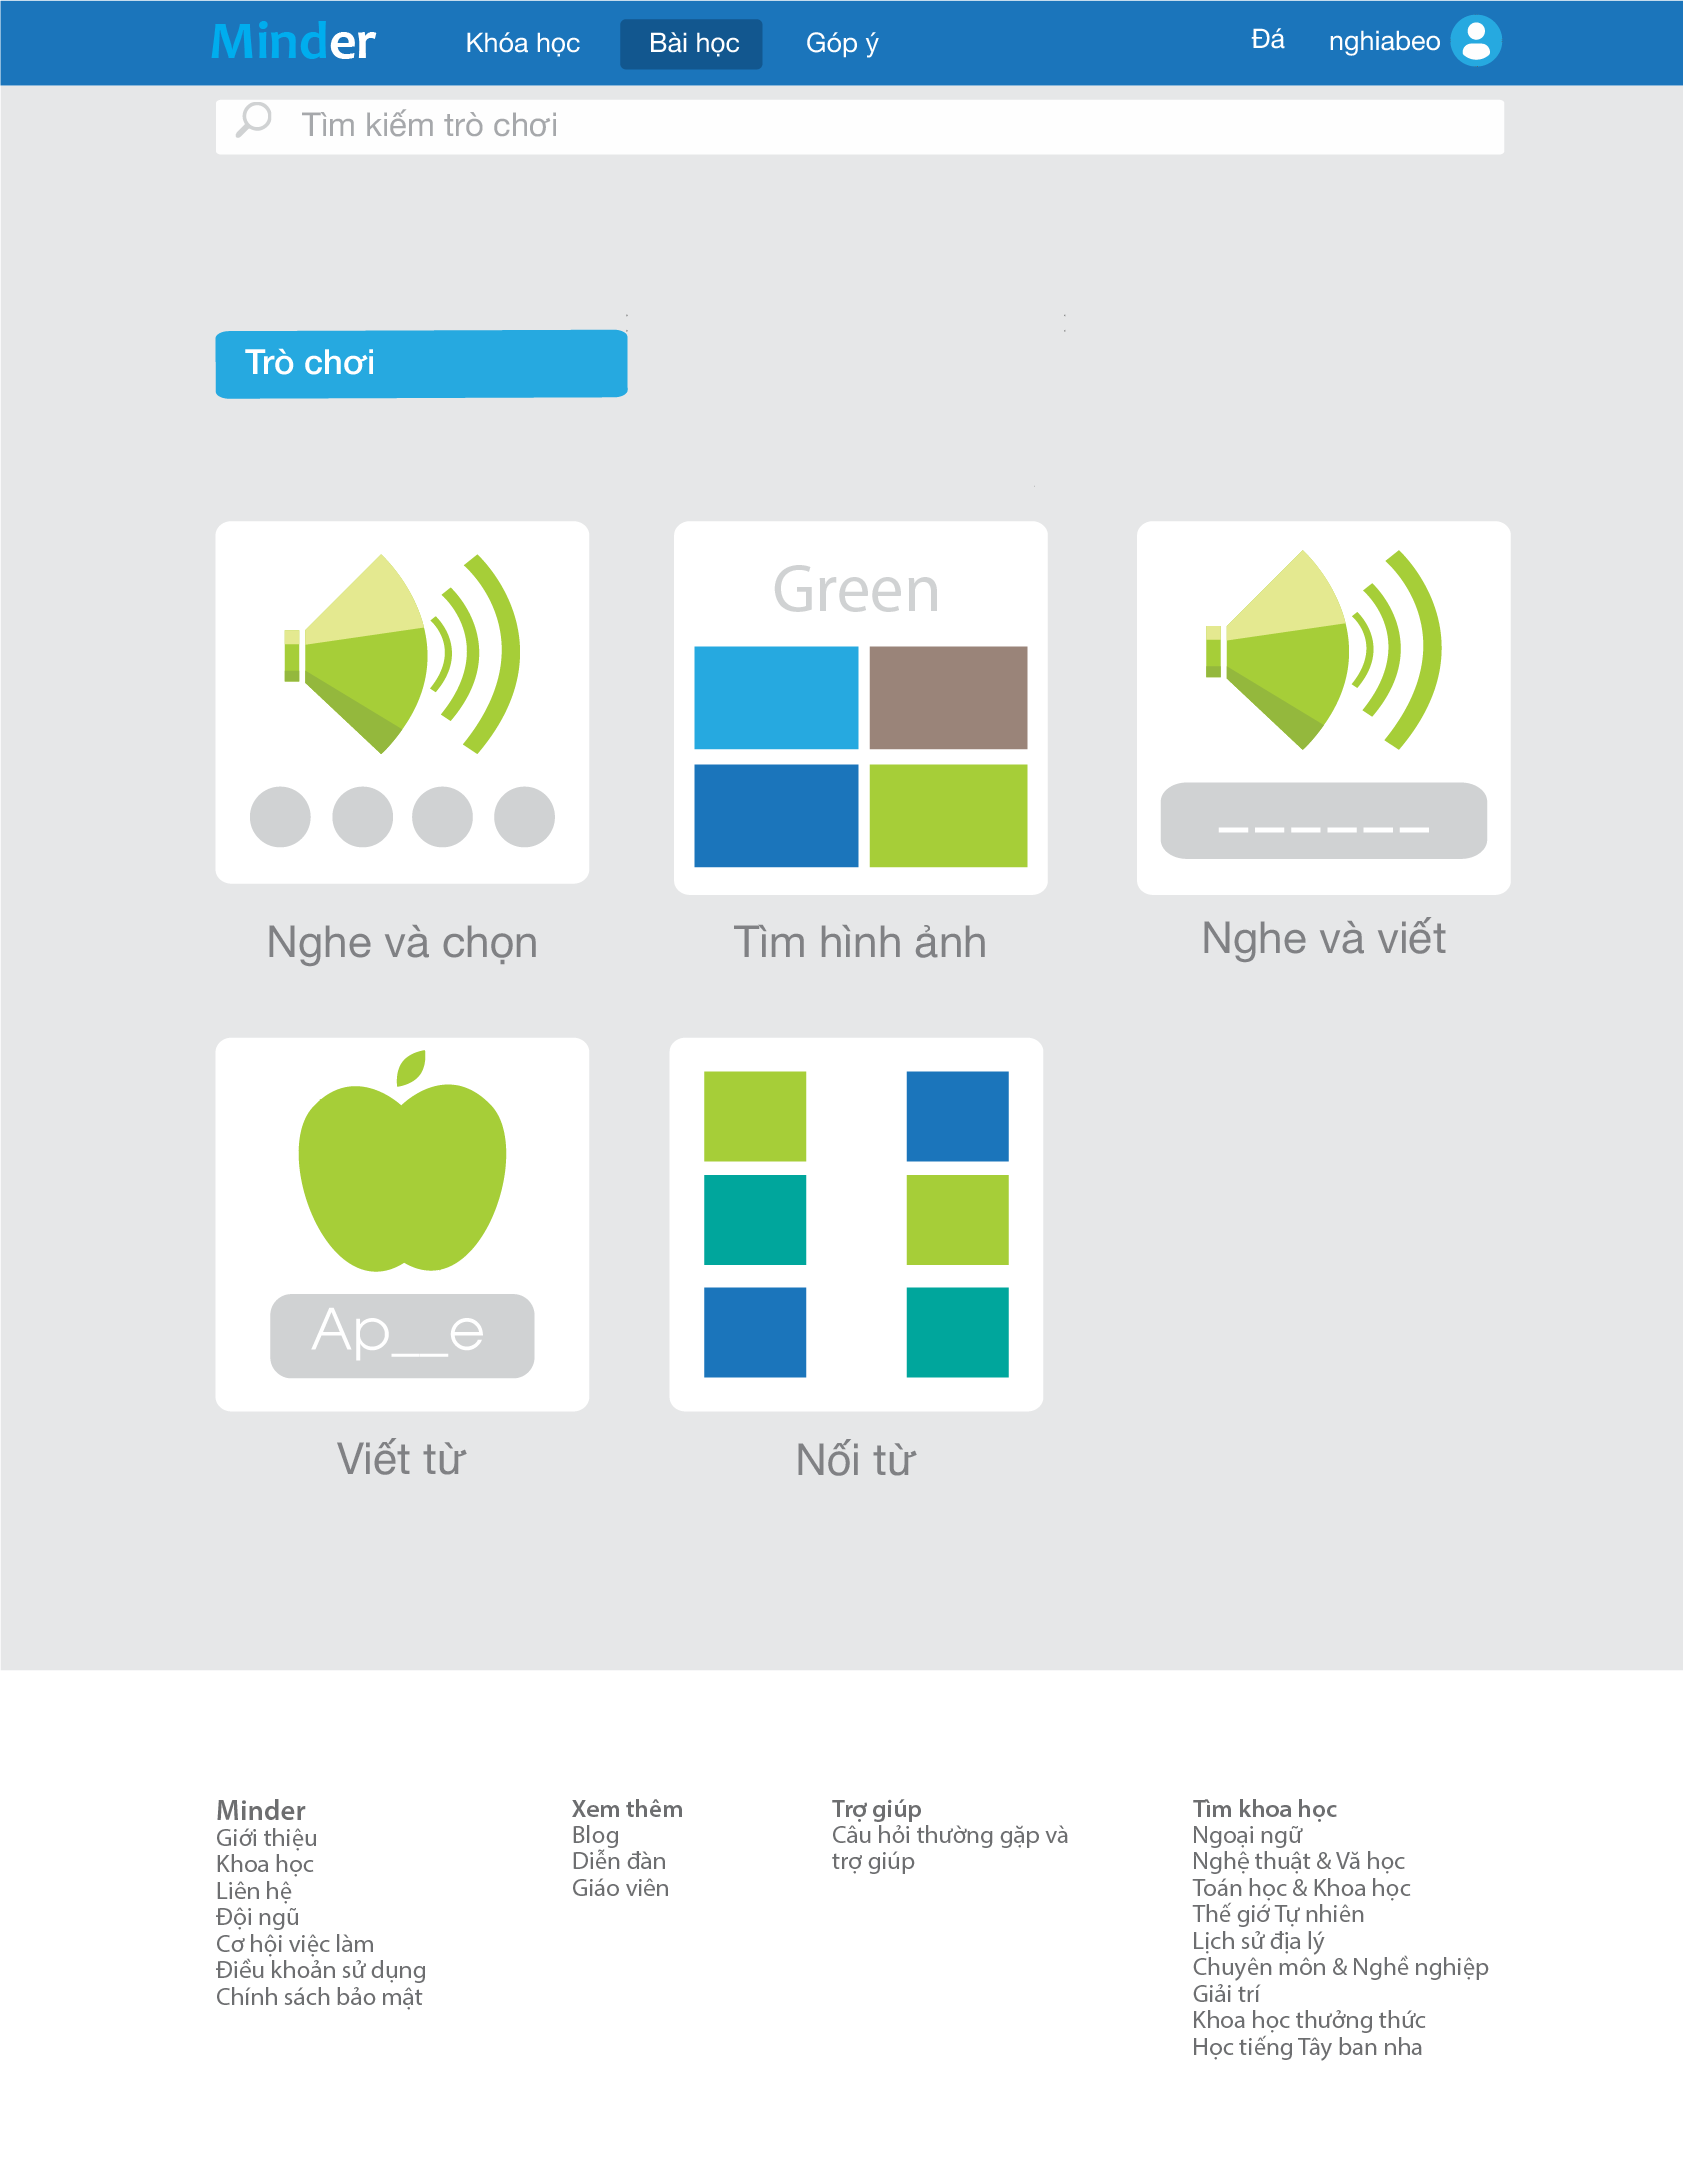 Minder
Khóa học
Bài học
Góp ý
Đá
nghiabeo
Tìm kiếm trò chơi
Trò chơi
Green
Nghe và chọn
Tìm hình ảnh
Nghe và viết
Ap__e
Viết từ
Nối từ
Minder
Giới thiệu
Khoa học
Liên hệ
Đội ngũ
Cơ hội việc làm
Điều khoản sử dụng
Chính sách bảo mật
Xem thêm
Blog
Diễn đàn
Giáo viên
Trợ giúp
Câu hỏi thường gặp và
trợ giúp
Tìm khoa học
Ngoại ngữ
Nghệ thuật & Vă học
Toán học & Khoa học
Thế giớ Tự nhiên
Lịch sử địa lý
Chuyên môn & Nghề nghiệp
Giải trí
Khoa học thưởng thức
Học tiếng Tây ban nha